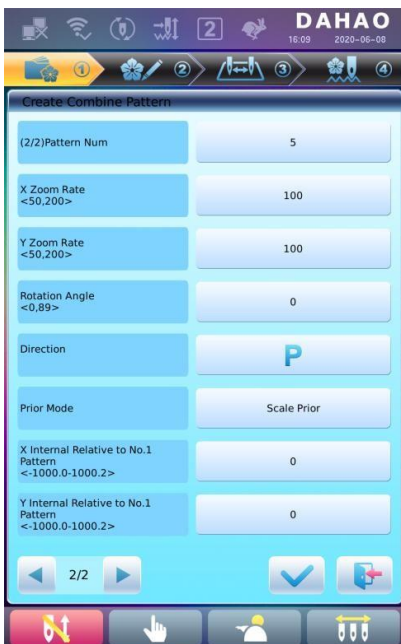 DAHAO
2
16:09 2020-06-08
1 2 3 4
Create Combine Pattern
(2/2)Pattern Num 5
X Zoom Rate
<50,200> 100
Y Zoom Rate
<50,200> 100
Rotation Angle
<0,89> 0
Direction P
Prior Mode Scale Prior
X Internal Relative to No.1
Pattern
<-1000.0-1000.2> 0
Y Internal Relative to No.1
Pattern
<-1000.0-1000.2> 0
2/2